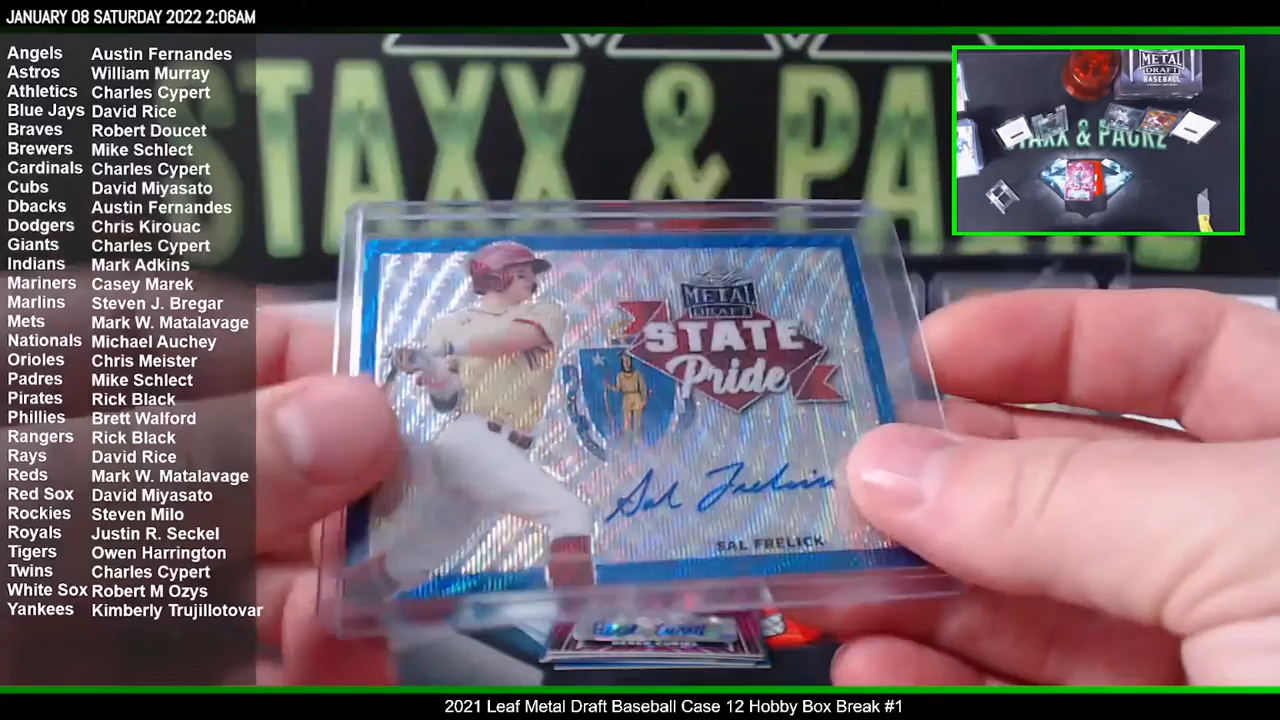 JANUARY 08 SATURDAY 2022 2:06AM
Angels Austin Fernandes
Astros William Murray
Athletics Charles Cypert
Blue Jays David Rice
Braves Robert Doucet
Brewers Mike Schlect
Cardinals Charles Cypert
Cubs David Miyasato
Dbacks Austin Fernandes
Dodgers Chris Kirouac
Giants Charles Cypert
Indians Mark Adkins
Mariners Casey Marek
Marlins Steven J. Bregar
Mets Mark W. Matalavage
Nationals Michael Auchey
Orioles Chris Meister
Padres Mike Schlect
Pirates Rick Black
Phillies Brett Walford
Rangers Rick Black
Rays David Rice
Reds Mark W. Matalavage
Red Sox David Miyasato
Rockies Steven Milo
Royals Justin R. Seckel
Tigers Owen Harrington
Twins Charles Cypert
White Sox Robert M Ozys
Yankees Kimberly Trujillotovar
STAXX & PA
METAL
DRAFT
STATE
Pride
Sal Frelick
SAL FRELICK
METAL
DRAFT
BASEBALL
TAXX & PACKZ
2021 Leaf Metal Draft Baseball Case 12 Hobby Box Break #1